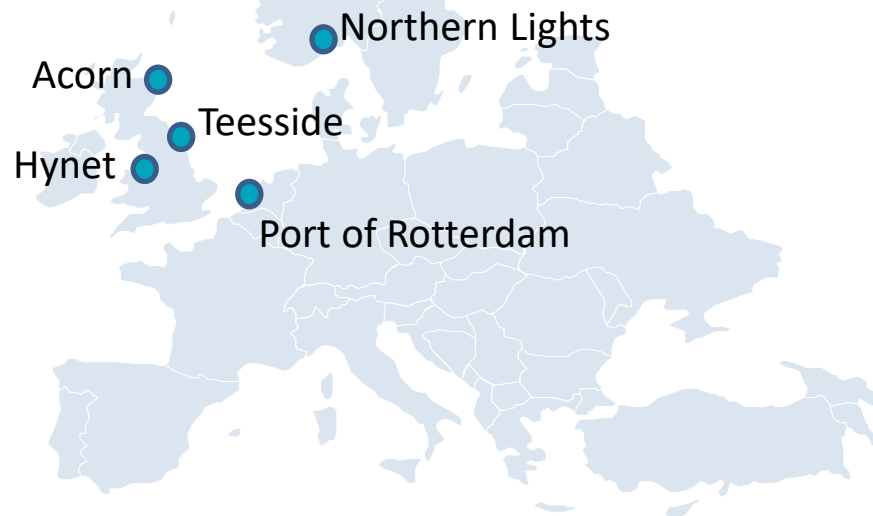 Northern Lights
Acorn
Teesside
Hynet
Port of Rotterdam